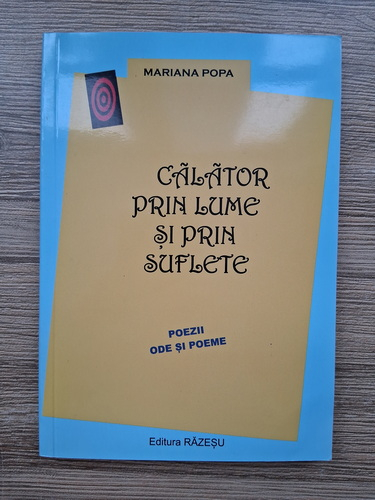 MARIANA POPA
CĂLĂTOR
PRIN LUME
ȘI PRIN
SUFLETE
POEZII
ODE ȘI POEME
Editura RĂZEȘU